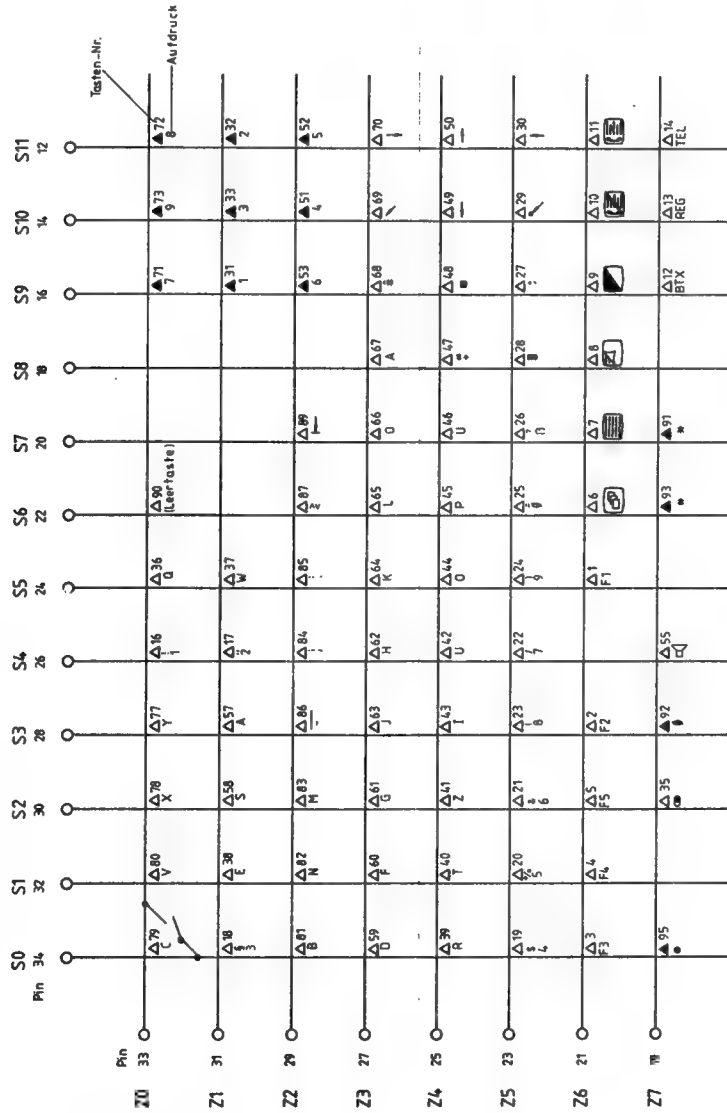 Tasten-Nr.
Aufdruck
S0 S1 S2 S3 S4 S5 S6 S7 S8 S9 S10 S11
Pin 34 32 30 28 26 24 22 20 18 16 14 12
Pin
Z0 33
79 80 78 77 16 36 90 71 73 72
C V X Y ! 1 Q (Leertaste) 7 9 8
Z1 31
18 38 58 57 17 37 31 33 32
§ 3 E S A " 2 W 1 3 2
Z2 29
81 82 83 86 84 85 87 89 53 51 52
B N M - ; : 6 4 5
Z3 27
59 60 61 63 62 64 65 66 67 68 69 70
D F G J H K L O A
Z4 25
39 40 41 43 42 44 45 46 47 48 49 50
R T Z I U O P U
Z5 23
19 20 21 23 22 24 25 26 28 27 29 30
$ 4 % 5 & 6 ( 8 / 7 ) 9
Z6 21
3 4 5 2 1 6 7 8 9 10 11
F3 F4 F5 F2 F1
Z7
95 35 92 55 93 91 12 13 14
* BTX REG TEL